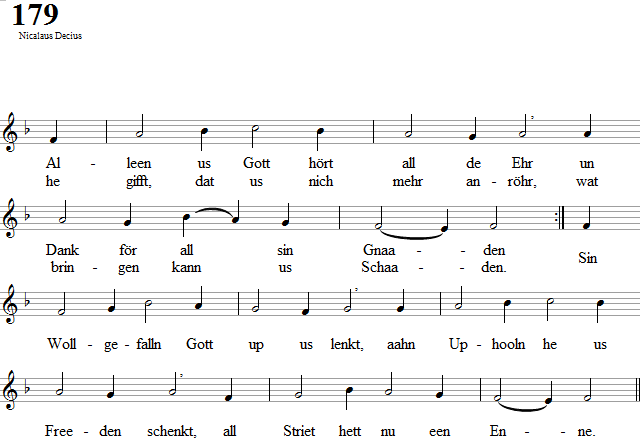 179
Nicalaus Decius
Al - leen us Gott hört all de Ehr un
he gifft, dat us nich mehr an - röhr, wat
Dank för all sin Gnaa - - den Sin
brin - gen kann us Schaa - - den.
Woll - ge - falln Gott up us lenkt, aahn Up - hooln he us
Free - den schenkt, all Striet hett nu een En - - ne.